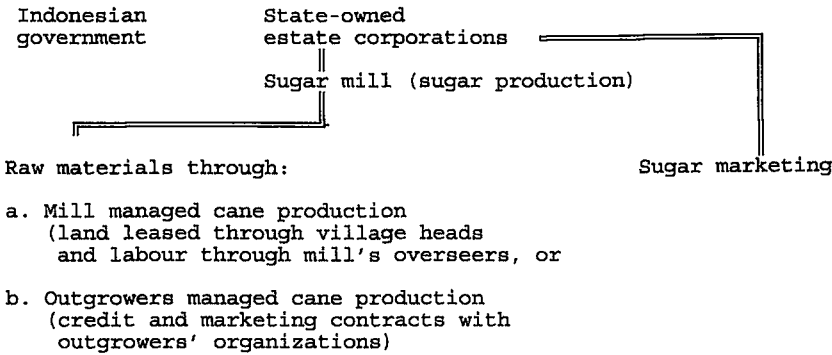 Indonesian State-owned
government estate corporations
Sugar mill (sugar production)
Raw materials through: Sugar marketing
a. Mill managed cane production
(land leased through village heads
and labour through mill's overseers, or
b. Outgrowers managed cane production
(credit and marketing contracts with
outgrowers' organizations)